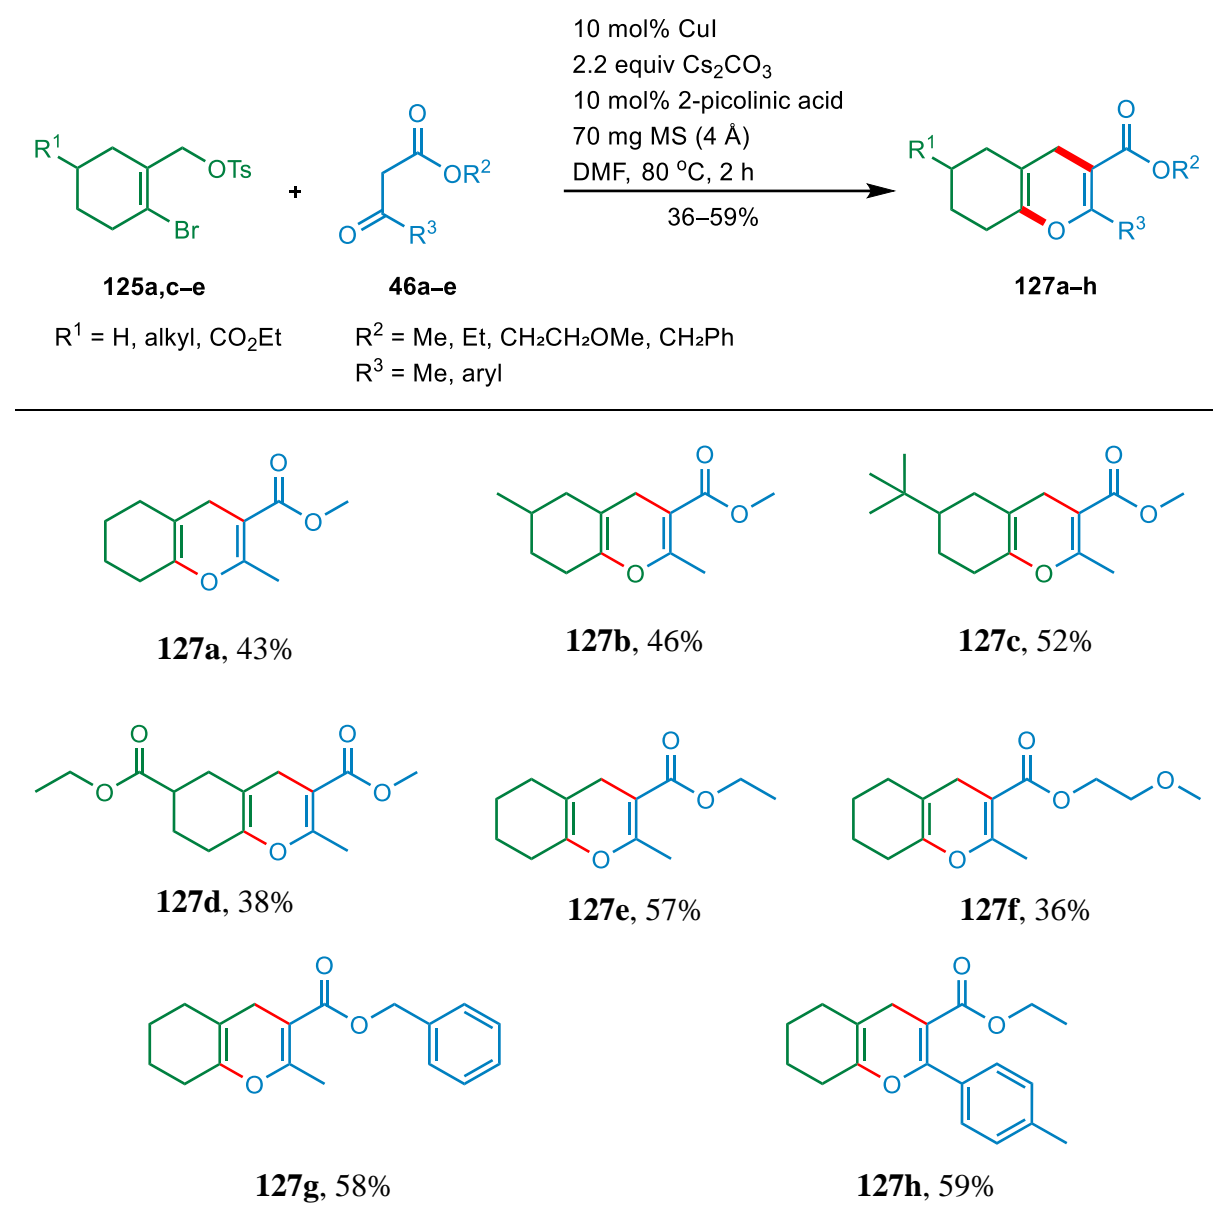 10 mol% CuI
2.2 equiv Cs₂CO₃
10 mol% 2-picolinic acid
70 mg MS (4 Å)
DMF, 80 °C, 2 h
36–59%
R¹
OTs
Br
+
O
OR²
O
R³
R¹
O
OR²
O
R³
125a,c–e
46a–e
127a–h
R¹ = H, alkyl, CO₂Et
R² = Me, Et, CH₂CH₂OMe, CH₂Ph
R³ = Me, aryl
O
O
O
O
O
O
O
O
O
127a, 43%
127b, 46%
127c, 52%
O
O
O
O
O
O
O
O
O
O
O
O
127d, 38%
127e, 57%
127f, 36%
O
O
O
O
O
O
127g, 58%
127h, 59%